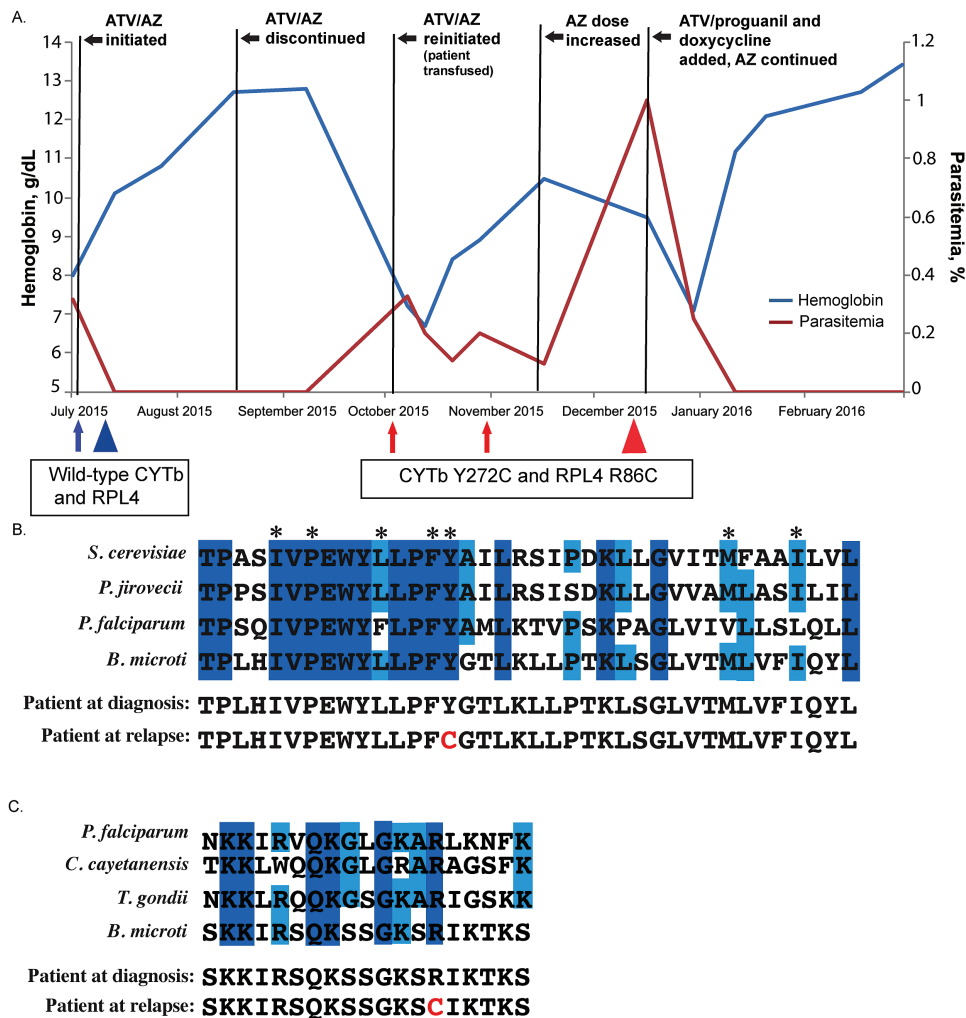 A.
ATV/AZ
initiated
ATV/AZ
discontinued
ATV/AZ
reinitiated
(patient
transfused)
AZ dose
increased
ATV/proguanil and
doxycycline
added, AZ continued
Hemoglobin, g/dL
14
13
12
11
10
9
8
7
6
5
Parasitemia, %
1.2
1
0.8
0.6
0.4
0.2
0
Hemoglobin
Parasitemia
July 2015 August 2015 September 2015 October 2015 November 2015 December 2015 January 2016 February 2016
Wild-type CYTb
and RPL4
CYTb Y272C and RPL4 R86C
B.
* * * * * * *
S. cerevisiae TPASIVPEWYLLPFYAILRSIPDKLLGVITMFAAILVL
P. jirovecii TPPSIVPEWYLLPFYAILRSISDKLLGVVAMLASILIL
P. falciparum TPSQIVPEWYFLPFYAMLKTVPSKPAGLVIVLLSLQLL
B. microti TPLHIVPEWYLLPFYGTLKLLPTKLSGLVTMLVFIQYL
Patient at diagnosis: TPLHIVPEWYLLPFYGTLKLLPTKLSGLVTMLVFIQYL
Patient at relapse: TPLHIVPEWYLLPFCGTLKLLPTKLSGLVTMLVFIQYL
C.
P. falciparum NKKIRVQKGLGKARLKNFK
C. cayetanensis TKKLWQQKGLGRARAGSFK
T. gondii NKKLRQQKGSGKARIGSKK
B. microti SKKIRSQKSSGKSRIKTKS
Patient at diagnosis: SKKIRSQKSSGKSRIKTKS
Patient at relapse: SKKIRSQKSSGKSCIKTKS